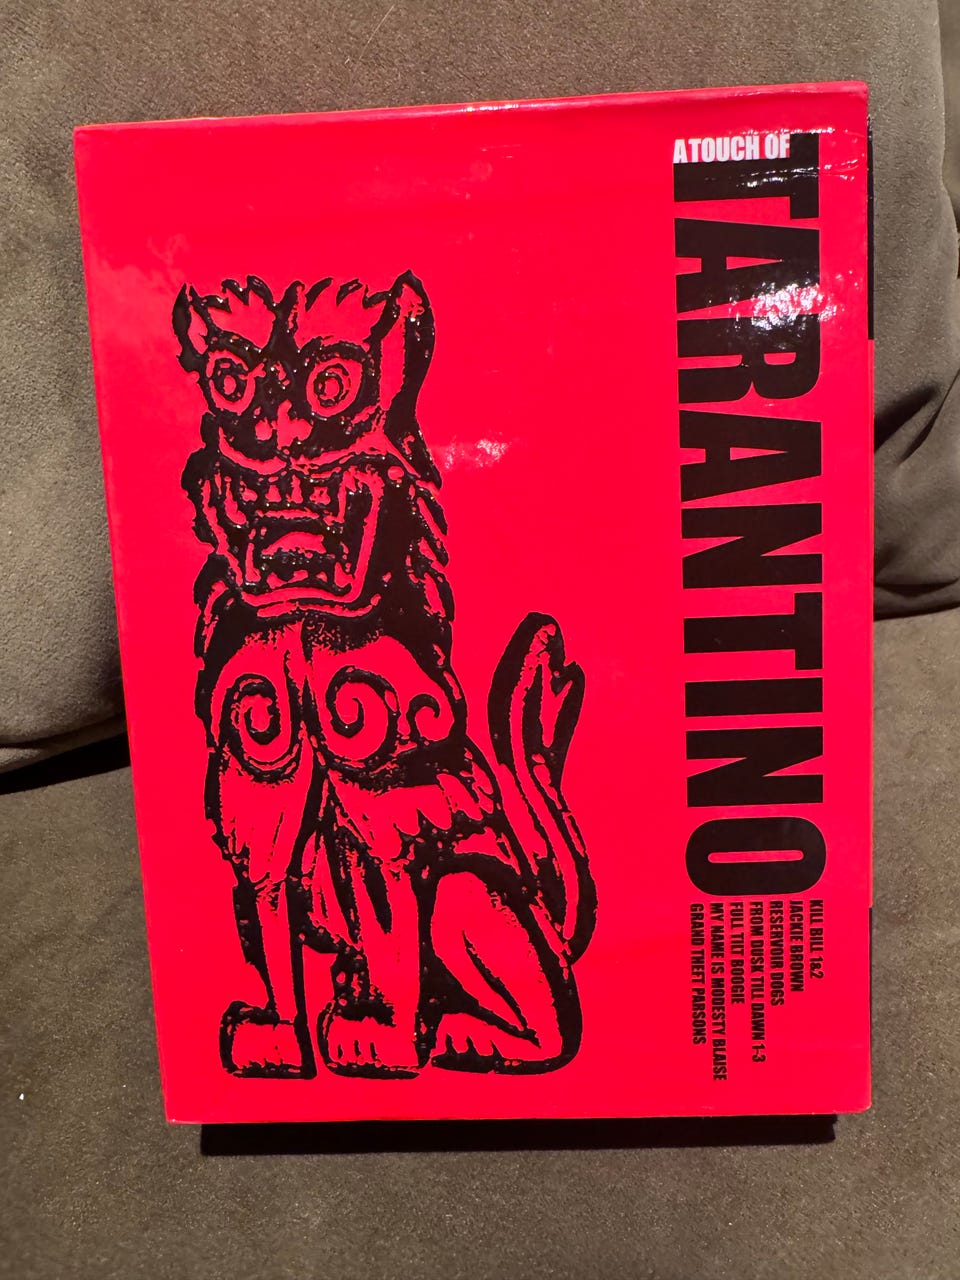 A TOUCH OF
TARANTINO
KILL BILL 1&2
JACKIE BROWN
RESERVOIR DOGS
FROM DUSK TILL DAWN 1-3
FULL TILT BOOGIE
MY NAME IS MODESTY BLAISE
GRAND THEFT PARSONS